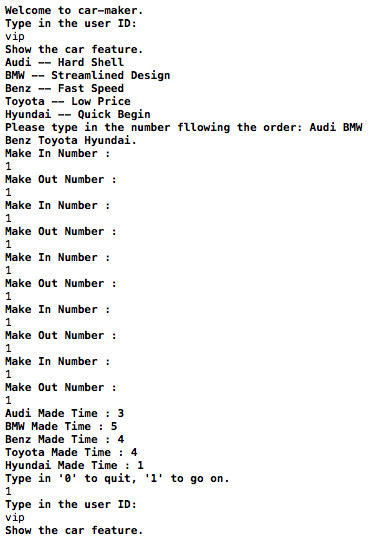 Welcome to car-maker.
Type in the user ID:
vip
Show the car feature.
Audi -- Hard Shell
BMW -- Streamlined Design
Benz -- Fast Speed
Toyota -- Low Price
Hyundai -- Quick Begin
Please type in the number fllowing the order: Audi BMW
Benz Toyota Hyundai.
Make In Number :
1
Make Out Number :
1
Make In Number :
1
Make Out Number :
1
Make In Number :
1
Make Out Number :
1
Make In Number :
1
Make Out Number :
1
Make In Number :
1
Make Out Number :
1
Audi Made Time : 3
BMW Made Time : 5
Benz Made Time : 4
Toyota Made Time : 4
Hyundai Made Time : 1
Type in '0' to quit, '1' to go on.
1
Type in the user ID:
vip
Show the car feature.